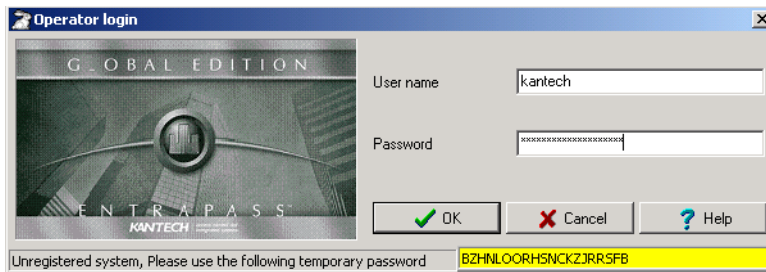 Operator login
GLOBAL EDITION
User name
kantech
Password
xxxxxxxxxxxxxxxxxxxx
ENTRAPASS
KANTECH
OK
Cancel
Help
Unregistered system, Please use the following temporary password
BZHNLOORHSNCKZJRRSFB